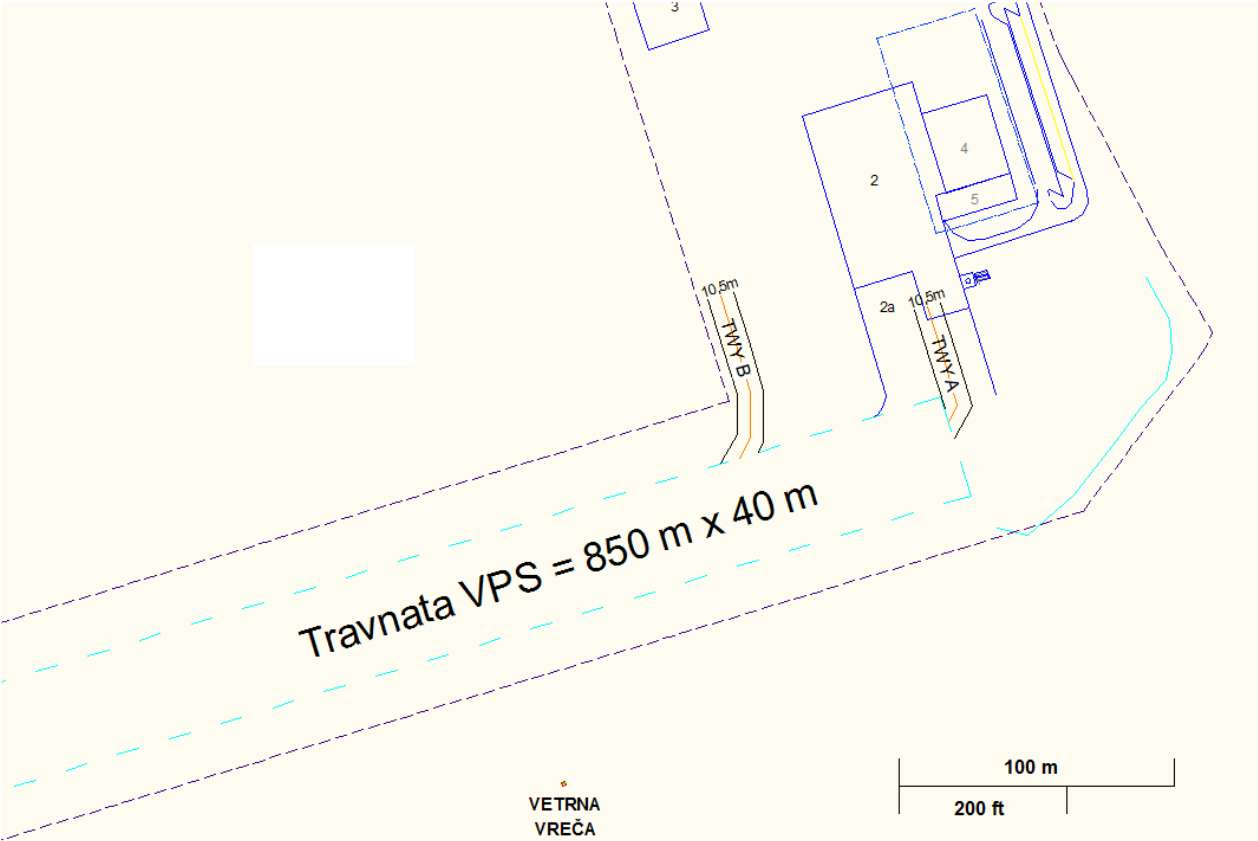 3
4
2
5
10,5m
10,5m
2a
TWY B
TWY A
Travnata VPS = 850 m x 40 m
100 m
200 ft
VETRNA
VREČA